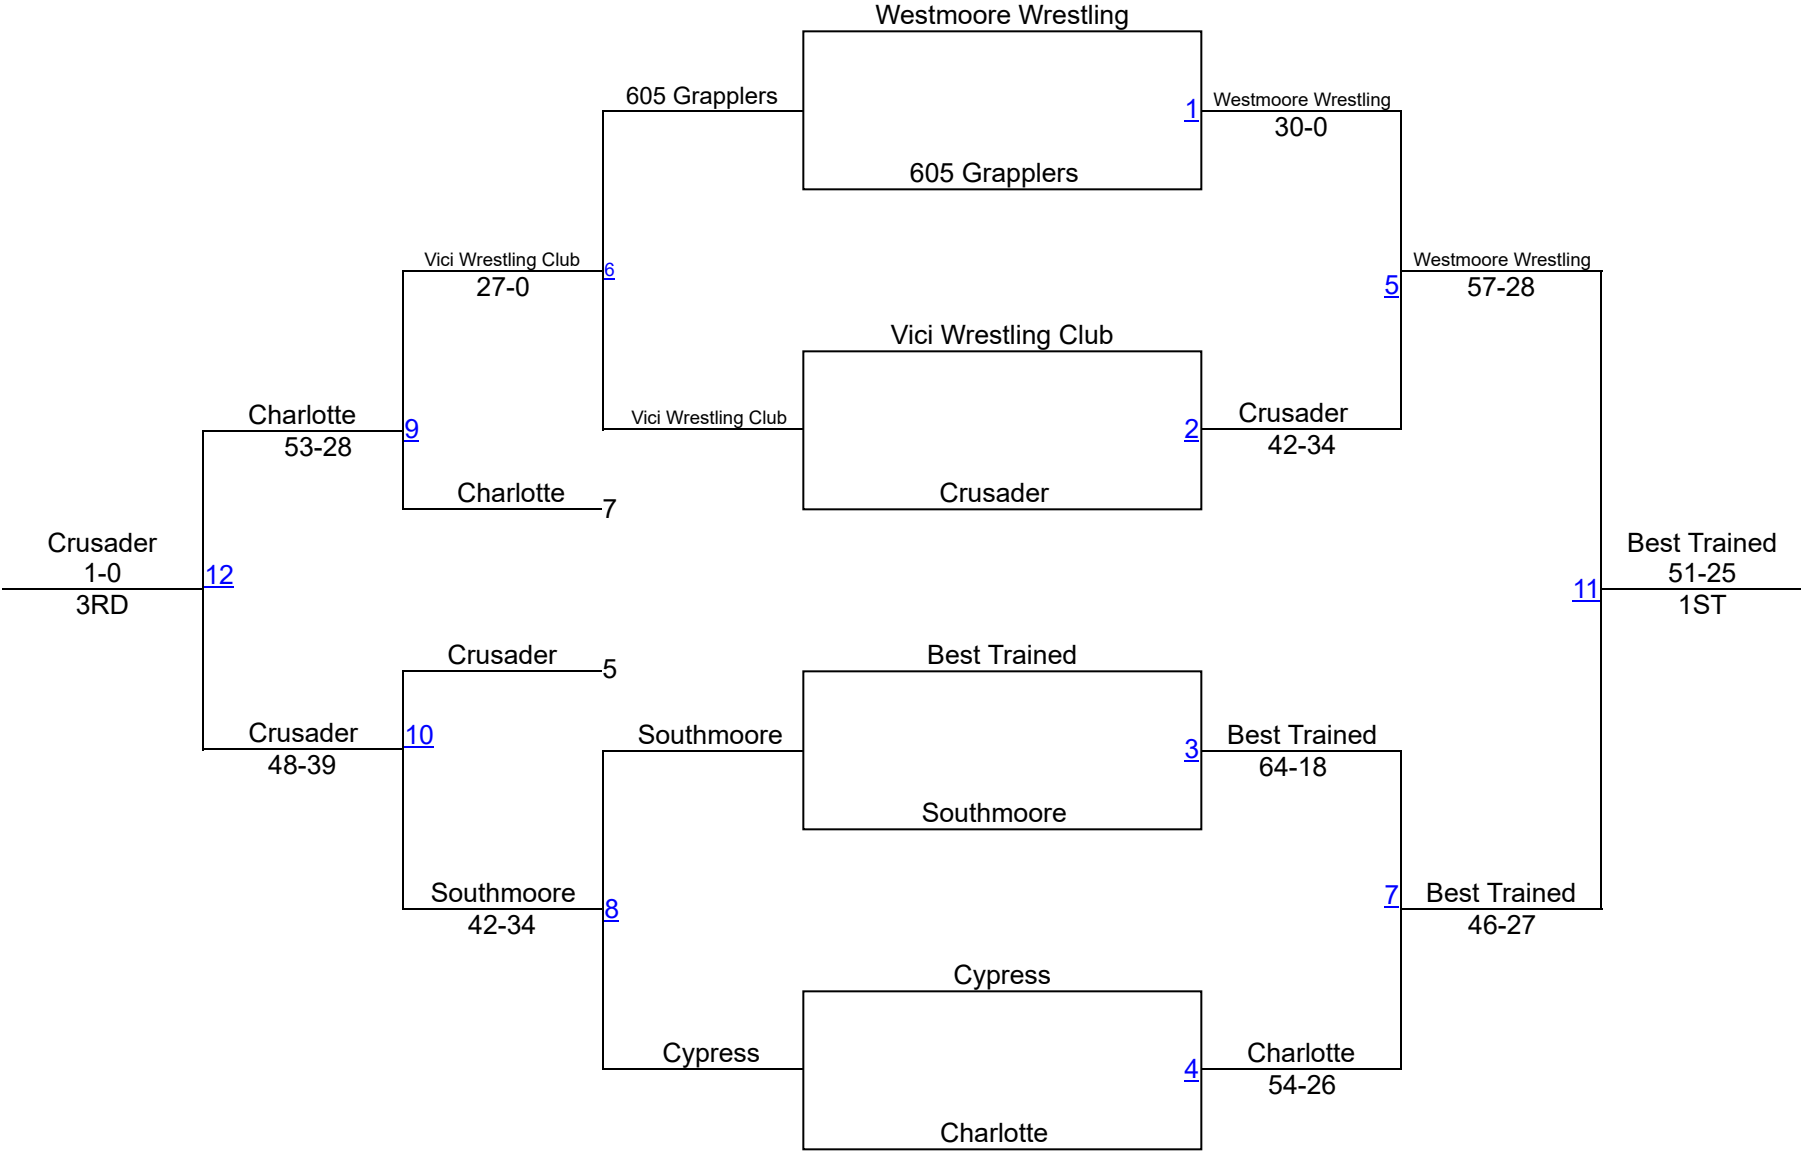 Westmoore Wrestling
605 Grapplers
1
Westmoore Wrestling
30-0
605 Grapplers
Vici Wrestling Club
27-0
6
5
Westmoore Wrestling
57-28
Vici Wrestling Club
Charlotte
53-28
9
Vici Wrestling Club
2
Crusader
42-34
Charlotte
7
Crusader
Crusader
1-0
3RD
12
11
Best Trained
51-25
1ST
Crusader
5
Best Trained
Crusader
48-39
10
Southmoore
3
Best Trained
64-18
Southmoore
Southmoore
42-34
8
7
Best Trained
46-27
Cypress
Cypress
4
Charlotte
54-26
Charlotte